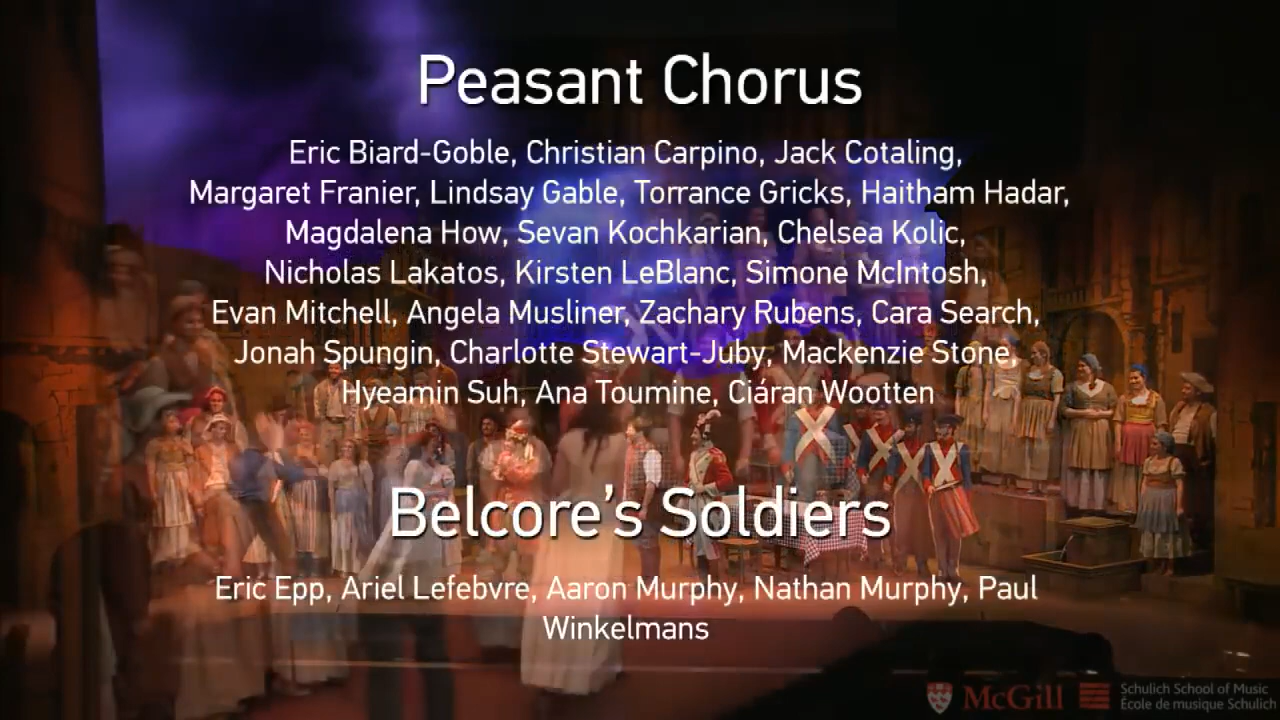 Peasant Chorus
Eric Biard-Goble, Christian Carpino, Jack Cotaling,
Margaret Franier, Lindsay Gable, Torrance Gricks, Haitham Hadar,
Magdalena How, Sevan Kochkarian, Chelsea Kolic,
Nicholas Lakatos, Kirsten LeBlanc, Simone McIntosh,
Evan Mitchell, Angela Musliner, Zachary Rubens, Cara Search,
Jonah Spungin, Charlotte Stewart-Juby, Mackenzie Stone,
Hyeamin Suh, Ana Toumine, Ciáran Wootten
Belcore’s Soldiers
Eric Epp, Ariel Lefebvre, Aaron Murphy, Nathan Murphy, Paul
Winkelmans
McGill
Schulich School of Music
École de musique Schulich